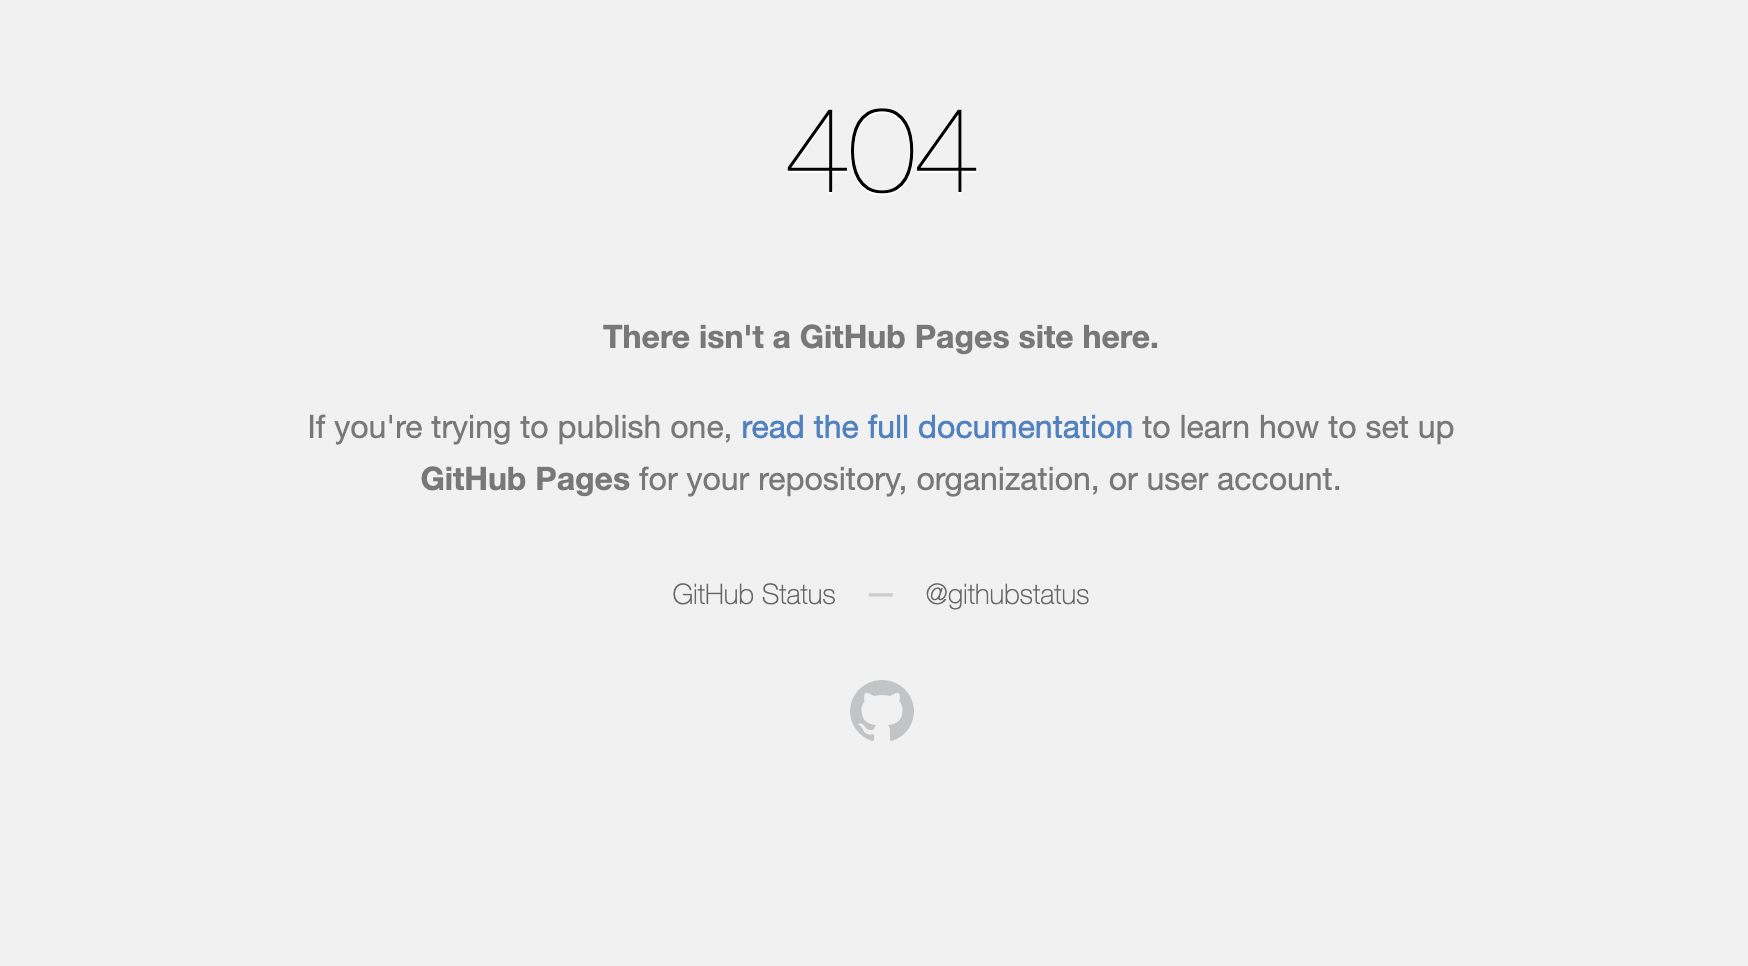 404
There isn't a GitHub Pages site here.
If you're trying to publish one, read the full documentation to learn how to set up
GitHub Pages for your repository, organization, or user account.
GitHub Status — @githubstatus